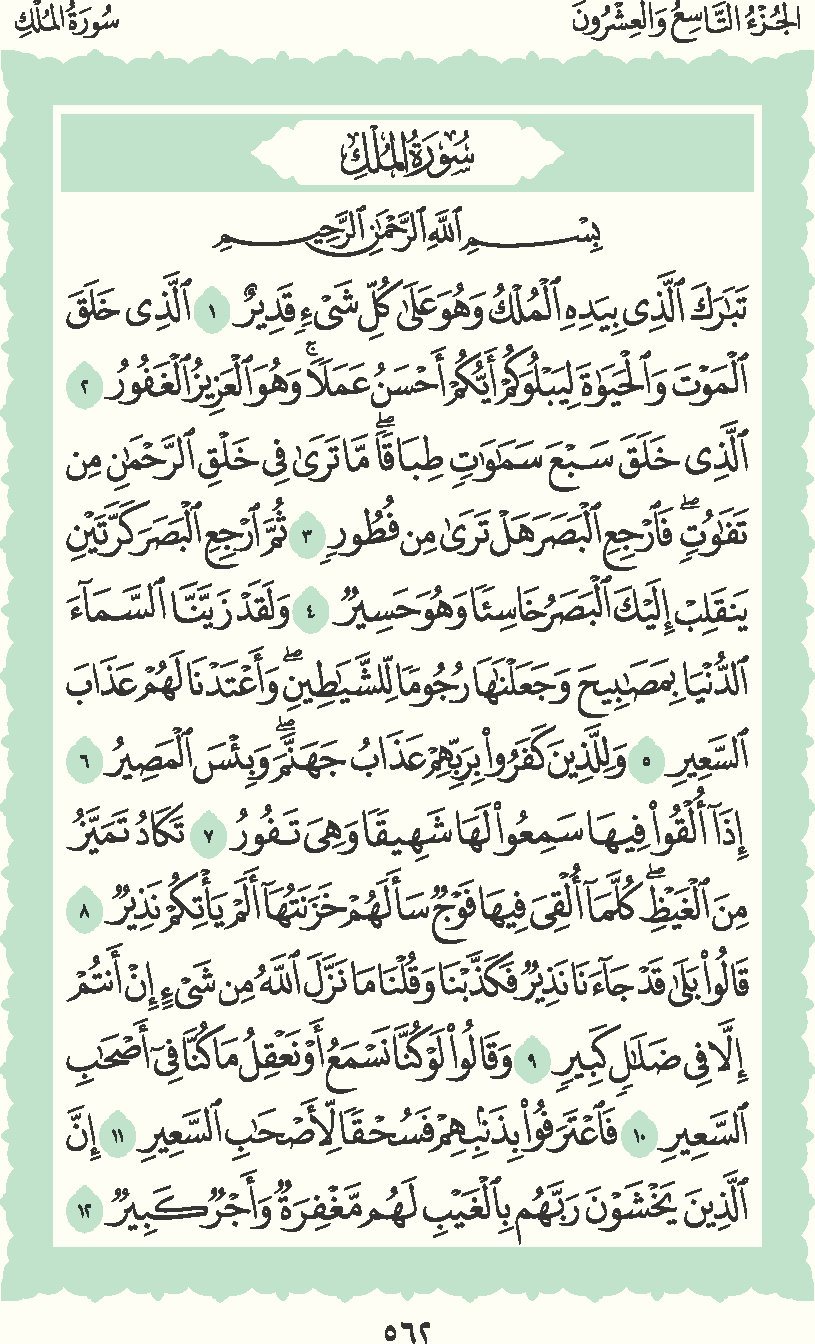 الجُزْءُ التَّاسِعُ وَالعِشْرُونَ سُورَةُ المُلْكِ
سُورَةُ المُلْكِ
بِسْمِ ٱللَّهِ ٱلرَّحْمَٰنِ ٱلرَّحِيمِ
تَبَٰرَكَ ٱلَّذِى بِيَدِهِ ٱلْمُلْكُ وَهُوَ عَلَىٰ كُلِّ شَىْءٍ قَدِيرٌ ١ ٱلَّذِى خَلَقَ
ٱلْمَوْتَ وَٱلْحَيَوٰةَ لِيَبْلُوَكُمْ أَيُّكُمْ أَحْسَنُ عَمَلًا ۚ وَهُوَ ٱلْعَزِيزُ ٱلْغَفُورُ ٢
ٱلَّذِى خَلَقَ سَبْعَ سَمَٰوَٰتٍ طِبَاقًا ۖ مَّا تَرَىٰ فِى خَلْقِ ٱلرَّحْمَٰنِ مِن
تَفَٰوُتٍ ۖ فَٱرْجِعِ ٱلْبَصَرَ هَلْ تَرَىٰ مِن فُطُورٍ ٣ ثُمَّ ٱرْجِعِ ٱلْبَصَرَ كَرَّتَيْنِ
يَنقَلِبْ إِلَيْكَ ٱلْبَصَرُ خَاسِئًا وَهُوَ حَسِيرٌ ٤ وَلَقَدْ زَيَّنَّا ٱلسَّمَآءَ
ٱلدُّنْيَا بِمَصَٰبِيحَ وَجَعَلْنَٰهَا رُجُومًا لِّلشَّيَٰطِينِ ۖ وَأَعْتَدْنَا لَهُمْ عَذَابَ
ٱلسَّعِيرِ ٥ وَلِلَّذِينَ كَفَرُوا۟ بِرَبِّهِمْ عَذَابُ جَهَنَّمَ ۖ وَبِئْسَ ٱلْمَصِيرُ ٦
إِذَآ أُلْقُوا۟ فِيهَا سَمِعُوا۟ لَهَا شَهِيقًا وَهِىَ تَفُورُ ٧ تَكَادُ تَمَيَّزُ
مِنَ ٱلْغَيْظِ ۖ كُلَّمَآ أُلْقِىَ فِيهَا فَوْجٌ سَأَلَهُمْ خَزَنَتُهَآ أَلَمْ يَأْتِكُمْ نَذِيرٌ ٨
قَالُوا۟ بَلَىٰ قَدْ جَآءَنَا نَذِيرٌ فَكَذَّبْنَا وَقُلْنَا مَا نَزَّلَ ٱللَّهُ مِن شَىْءٍ إِنْ أَنتُمْ
إِلَّا فِى ضَلَٰلٍ كَبِيرٍ ٩ وَقَالُوا۟ لَوْ كُنَّا نَسْمَعُ أَوْ نَعْقِلُ مَا كُنَّا فِىٓ أَصْحَٰبِ
ٱلسَّعِيرِ ١٠ فَٱعْتَرَفُوا۟ بِذَنۢبِهِمْ فَسُحْقًا لِّأَصْحَٰبِ ٱلسَّعِيرِ ١١ إِنَّ
ٱلَّذِينَ يَخْشَوْنَ رَبَّهُم بِٱلْغَيْبِ لَهُم مَّغْفِرَةٌ وَأَجْرٌ كَبِيرٌ ١٢
٥٦٢